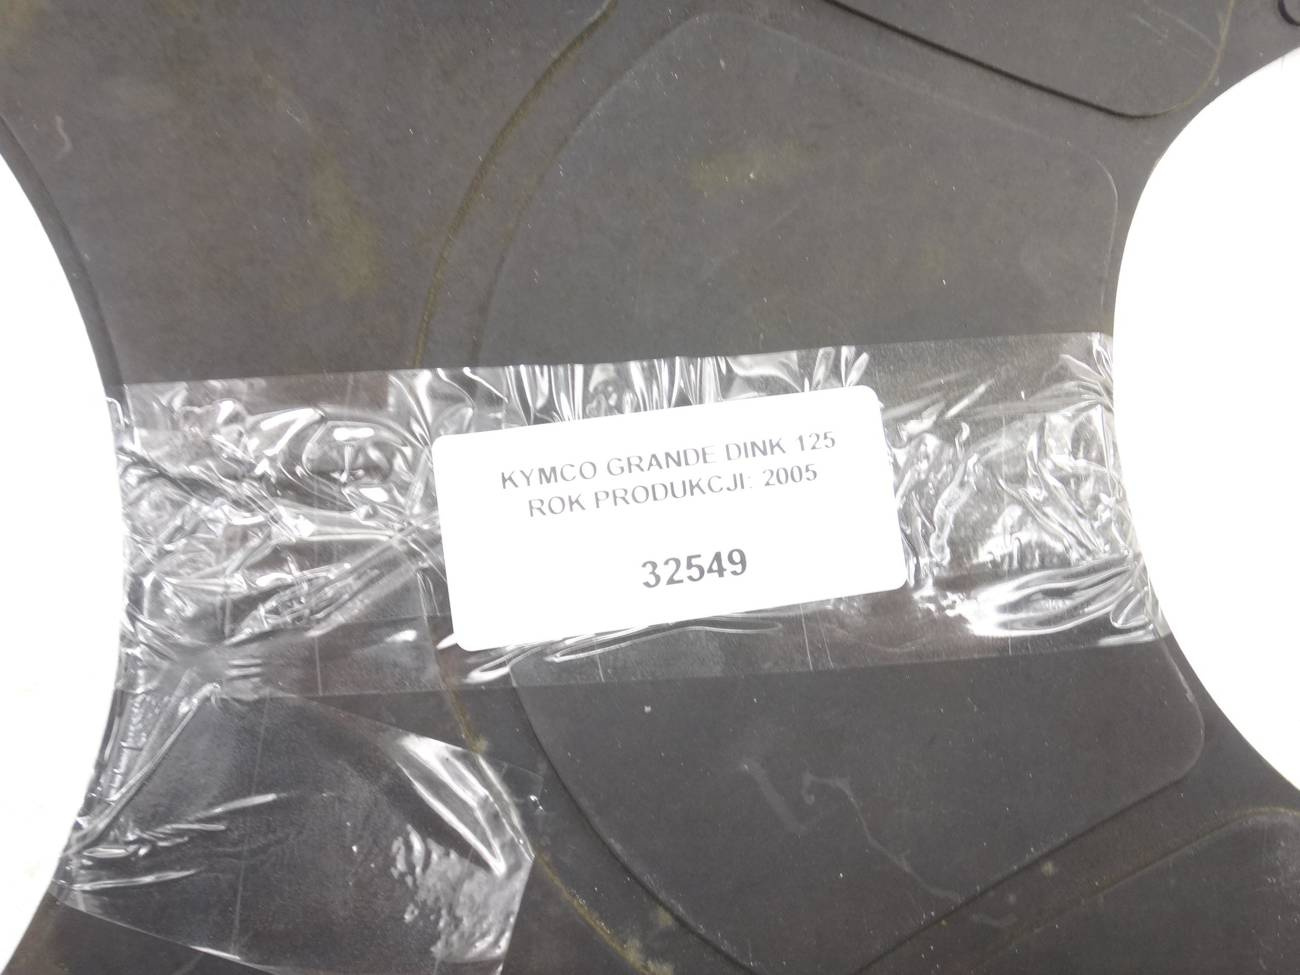 KYMCO GRANDE DINK 125
ROK PRODUKCJI: 2005
32549